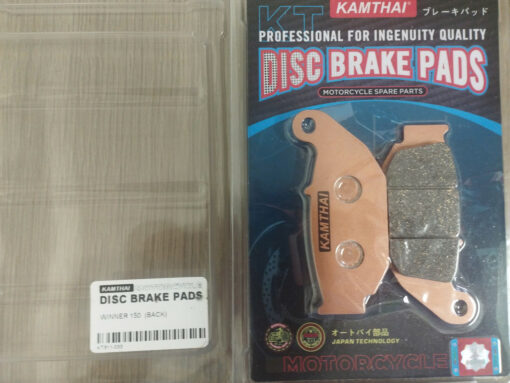 KT
KAMTHAI
ブレーキパッド
PROFESSIONAL FOR INGENUITY QUALITY
DISC BRAKE PADS
MOTORCYCLE SPARE PARTS
KAMTHAI
オートバイ部品
JAPAN TECHNOLOGY
MOTORCYCLE
KAMTHAI
DISC BRAKE PADS
WINNER 150 (BACK)